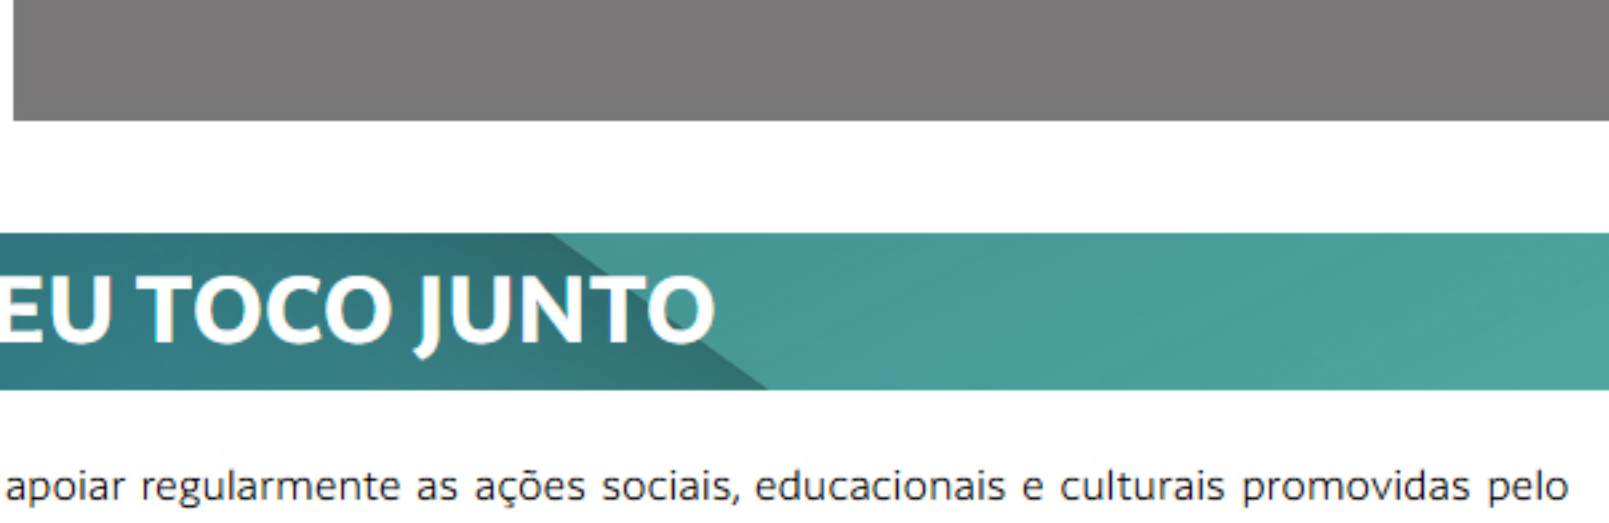 EU TOCO JUNTO
apoiar regularmente as ações sociais, educacionais e culturais promovidas pelo